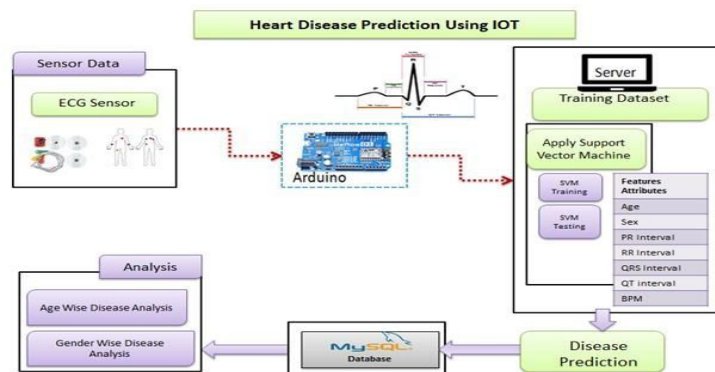 Heart Disease Prediction Using IOT
Sensor Data
ECG Sensor
Arduino
R
P
T
Q
S
Server
Training Dataset
Apply Support
Vector Machine
SVM
Training
SVM
Testing
Features
Attributes
Age
Sex
PR Interval
RR Interval
QRS Interval
QT interval
BPM
Disease
Prediction
MySQL
Database
Analysis
Age Wise Disease Analysis
Gender Wise Disease
Analysis